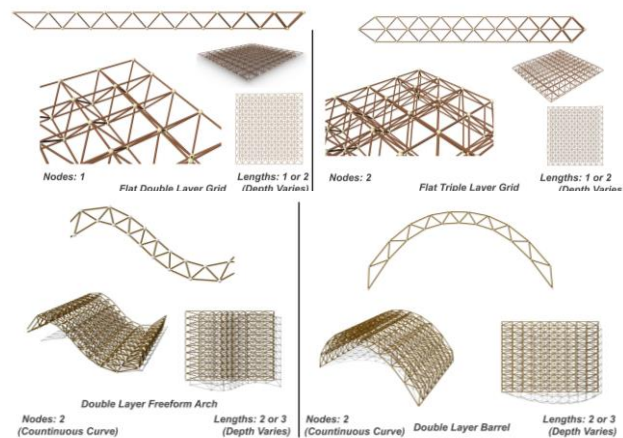 Nodes: 1
Flat Double Layer Grid
Lengths: 1 or 2
(Depth Varies)
Nodes: 2
Flat Triple Layer Grid
Lengths: 1 or 2
(Depth Varies
Double Layer Freeform Arch
Nodes: 2
(Countinuous Curve)
Lengths: 2 or 3
(Depth Varies)
Nodes: 2
(Countinuous Curve)
Double Layer Barrel
Lengths: 2 or 3
(Depth Varies)